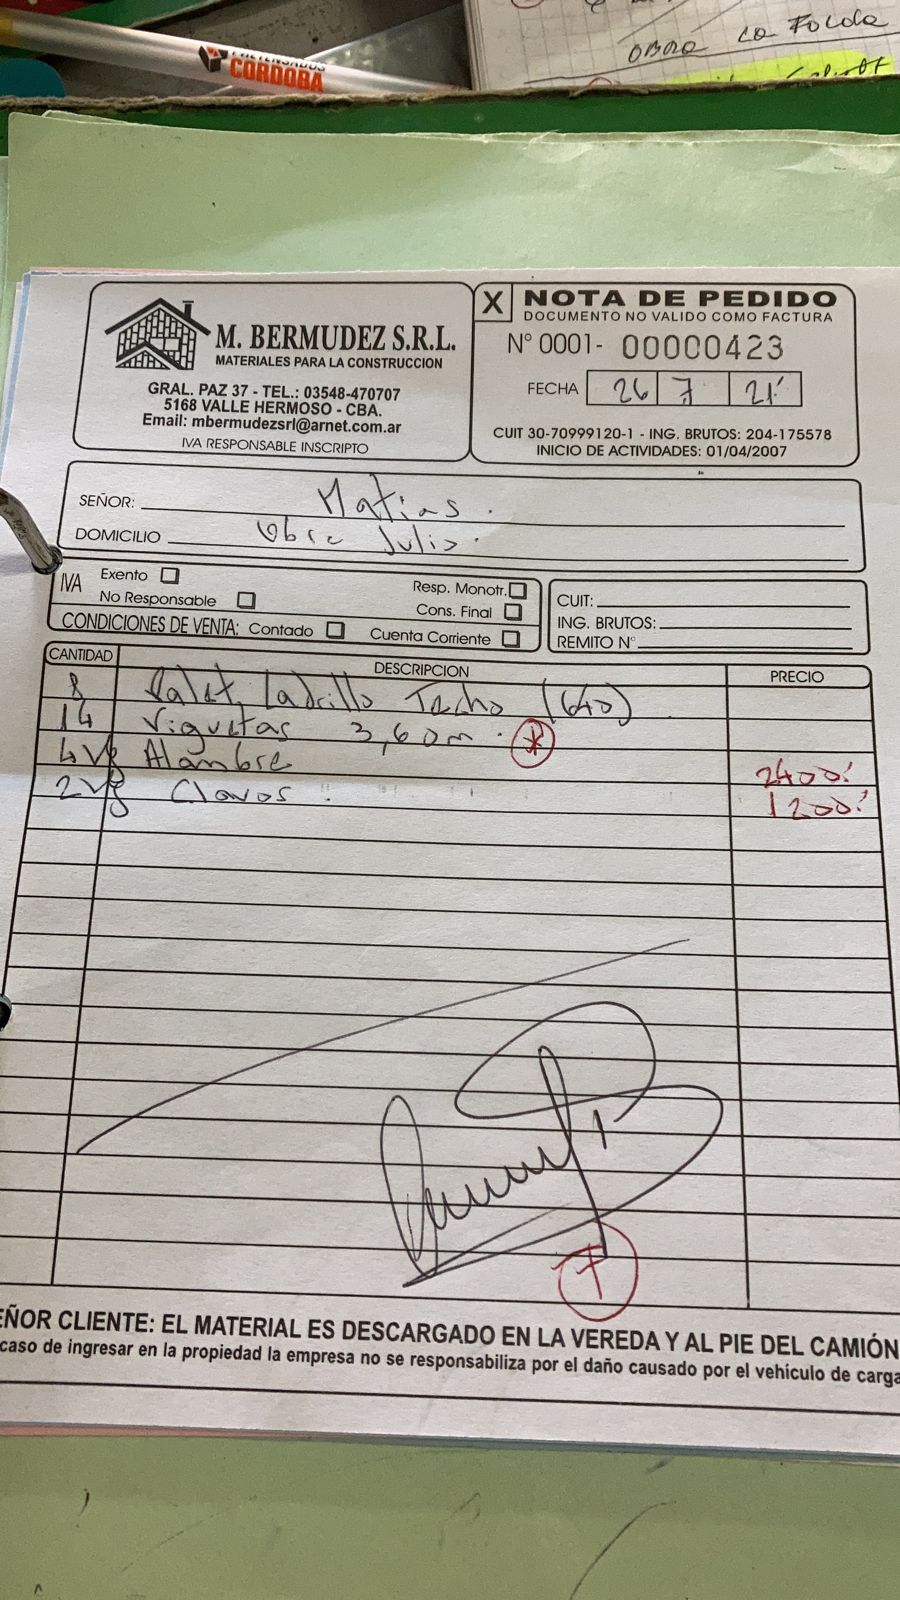 PRETENSADOS
CORDOBA
OBRA LA FALDA
M. BERMUDEZ S.R.L.
MATERIALES PARA LA CONSTRUCCION
GRAL. PAZ 37 - TEL.: 03548-470707
5168 VALLE HERMOSO - CBA.
Email: mbermudezsrl@arnet.com.ar
IVA RESPONSABLE INSCRIPTO
X NOTA DE PEDIDO
DOCUMENTO NO VALIDO COMO FACTURA
N° 0001- 00000423
FECHA 26 7 21
CUIT 30-70999120-1 - ING. BRUTOS: 204-175578
INICIO DE ACTIVIDADES: 01/04/2007
SEÑOR: Matias.
DOMICILIO Obra Julio.
IVA Exento
No Responsable
Resp. Monotr.
Cons. Final
CONDICIONES DE VENTA: Contado Cuenta Corriente
CUIT:
ING. BRUTOS:
REMITO N°
CANTIDAD DESCRIPCION PRECIO
8 Palet Ladrillo Techo (640)
14 Viguetas 3,60m. *
4 kg Alambre 2400.
2 kg Clavos. 1200.
EÑOR CLIENTE: EL MATERIAL ES DESCARGADO EN LA VEREDA Y AL PIE DEL CAMIÓN
caso de ingresar en la propiedad la empresa no se responsabiliza por el daño causado por el vehículo de carga